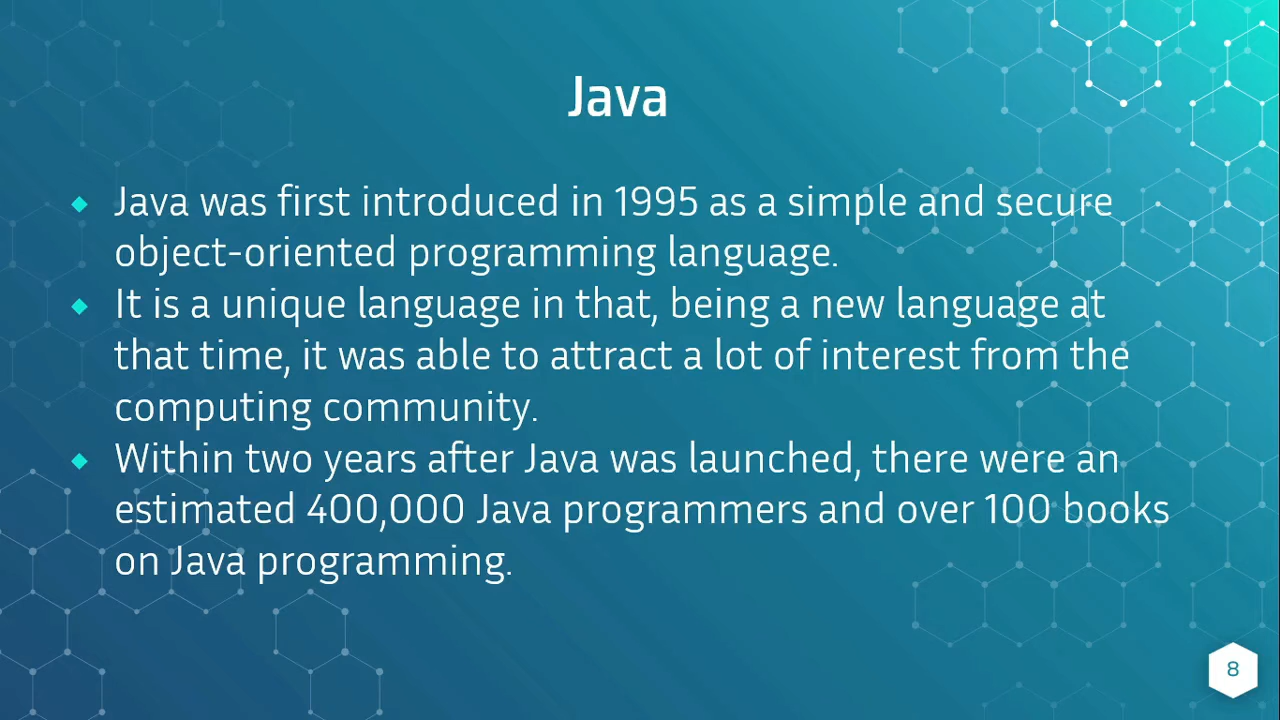 Java
Java was first introduced in 1995 as a simple and secure
object-oriented programming language.
It is a unique language in that, being a new language at
that time, it was able to attract a lot of interest from the
computing community.
Within two years after Java was launched, there were an
estimated 400,000 Java programmers and over 100 books
on Java programming.
8